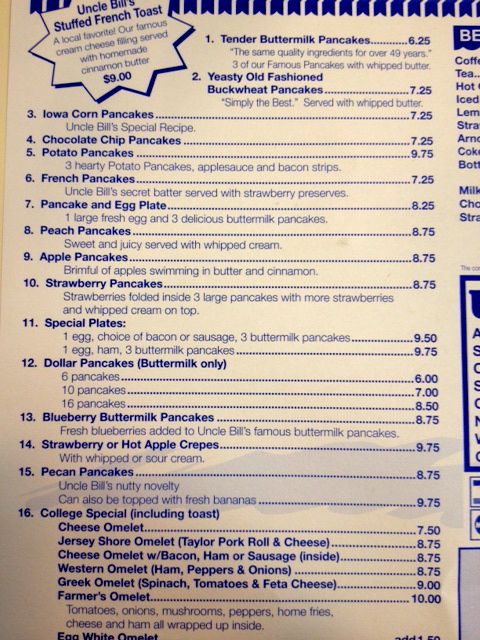 Uncle Bill's
Stuffed French Toast
A local favorite! Our famous
cream cheese filling served
with homemade
cinnamon butter
$9.00
1. Tender Buttermilk Pancakes............6.25
"The same quality ingredients for over 49 years."
3 of our Famous Pancakes with whipped butter.
2. Yeasty Old Fashioned
Buckwheat Pancakes............7.25
"Simply the Best." Served with whipped butter.
3. Iowa Corn Pancakes............7.25
Uncle Bill's Special Recipe.
4. Chocolate Chip Pancakes............7.25
5. Potato Pancakes............9.75
3 hearty Potato Pancakes, applesauce and bacon strips.
6. French Pancakes............7.25
Uncle Bill's secret batter served with strawberry preserves.
7. Pancake and Egg Plate............8.25
1 large fresh egg and 3 delicious buttermilk pancakes.
8. Peach Pancakes............8.75
Sweet and juicy served with whipped cream.
9. Apple Pancakes............8.75
Brimful of apples swimming in butter and cinnamon.
10. Strawberry Pancakes............8.75
Strawberries folded inside 3 large pancakes with more strawberries
and whipped cream on top.
11. Special Plates:
1 egg, choice of bacon or sausage, 3 buttermilk pancakes............9.50
1 egg, ham, 3 buttermilk pancakes............9.75
12. Dollar Pancakes (Buttermilk only)
6 pancakes............6.00
10 pancakes............7.00
16 pancakes............8.50
13. Blueberry Buttermilk Pancakes............8.75
Fresh blueberries added to Uncle Bill's famous buttermilk pancakes.
14. Strawberry or Hot Apple Crepes............9.75
With whipped or sour cream.
15. Pecan Pancakes............8.75
Uncle Bill's nutty novelty
Can also be topped with fresh bananas............9.75
16. College Special (including toast)
Cheese Omelet............7.50
Jersey Shore Omelet (Taylor Pork Roll & Cheese)............8.75
Cheese Omelet w/Bacon, Ham or Sausage (inside)............8.75
Western Omelet (Ham, Peppers & Onions)............8.75
Greek Omelet (Spinach, Tomatoes & Feta Cheese)............9.00
Farmer's Omelet............10.00
Tomatoes, onions, mushrooms, peppers, home fries,
cheese and ham all wrapped up inside.
Egg White Omelet............add 1.50
BE
Coffe
Tea..
Hot
Iced
Lem
Stra
Arno
Coke
Bott
Milk
Cho
Stra
The co